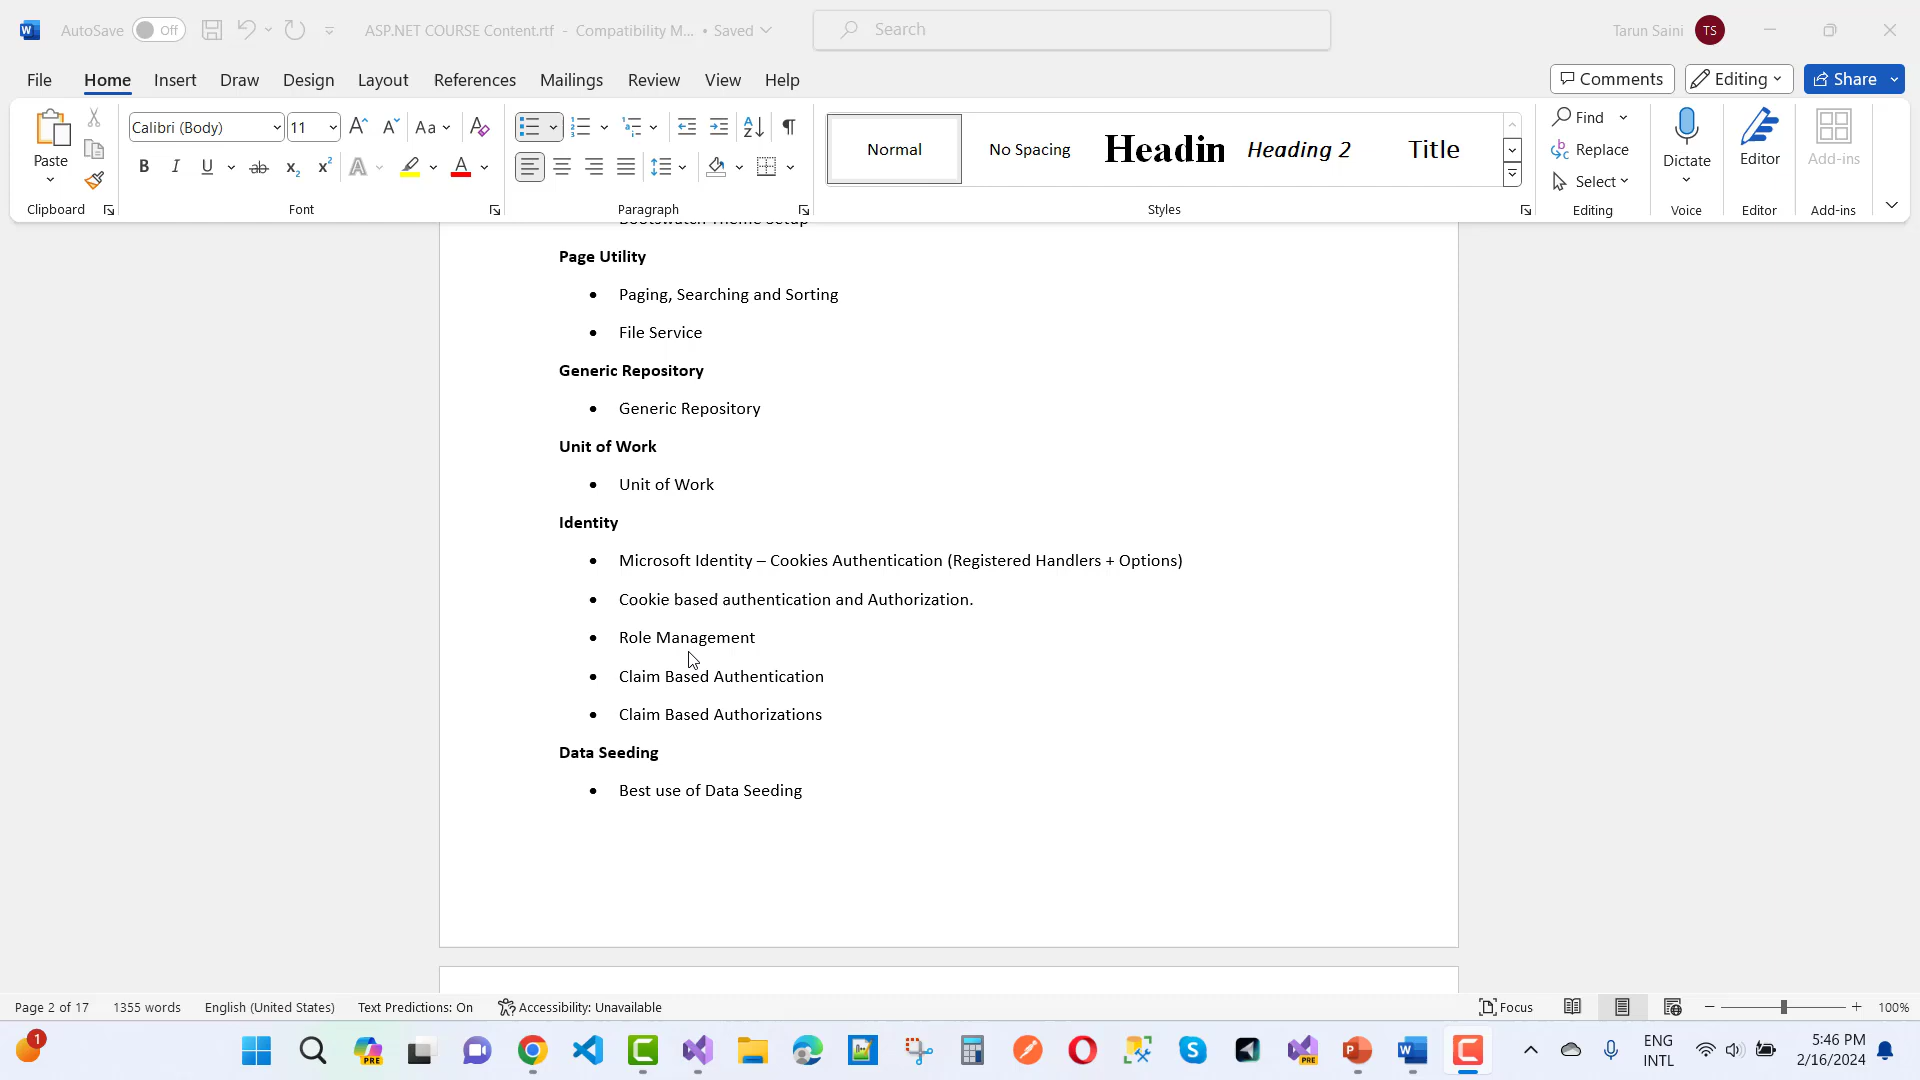 AutoSave Off ASP.NET COURSE Content.rtf - Compatibility M... • Saved Search Tarun Saini TS
File Home Insert Draw Design Layout References Mailings Review View Help Comments Editing Share
Paste Calibri (Body) 11 Aa Normal No Spacing Headin Heading 2 Title Find Replace Select Dictate Editor Add-ins
Clipboard Font Paragraph Styles Editing Voice Editor Add-ins
Bootswatch Theme Setup
Page Utility
• Paging, Searching and Sorting
• File Service
Generic Repository
• Generic Repository
Unit of Work
• Unit of Work
Identity
• Microsoft Identity – Cookies Authentication (Registered Handlers + Options)
• Cookie based authentication and Authorization.
• Role Management
• Claim Based Authentication
• Claim Based Authorizations
Data Seeding
• Best use of Data Seeding
Page 2 of 17 1355 words English (United States) Text Predictions: On Accessibility: Unavailable Focus 100%
1 ENG 5:46 PM
INTL 2/16/2024